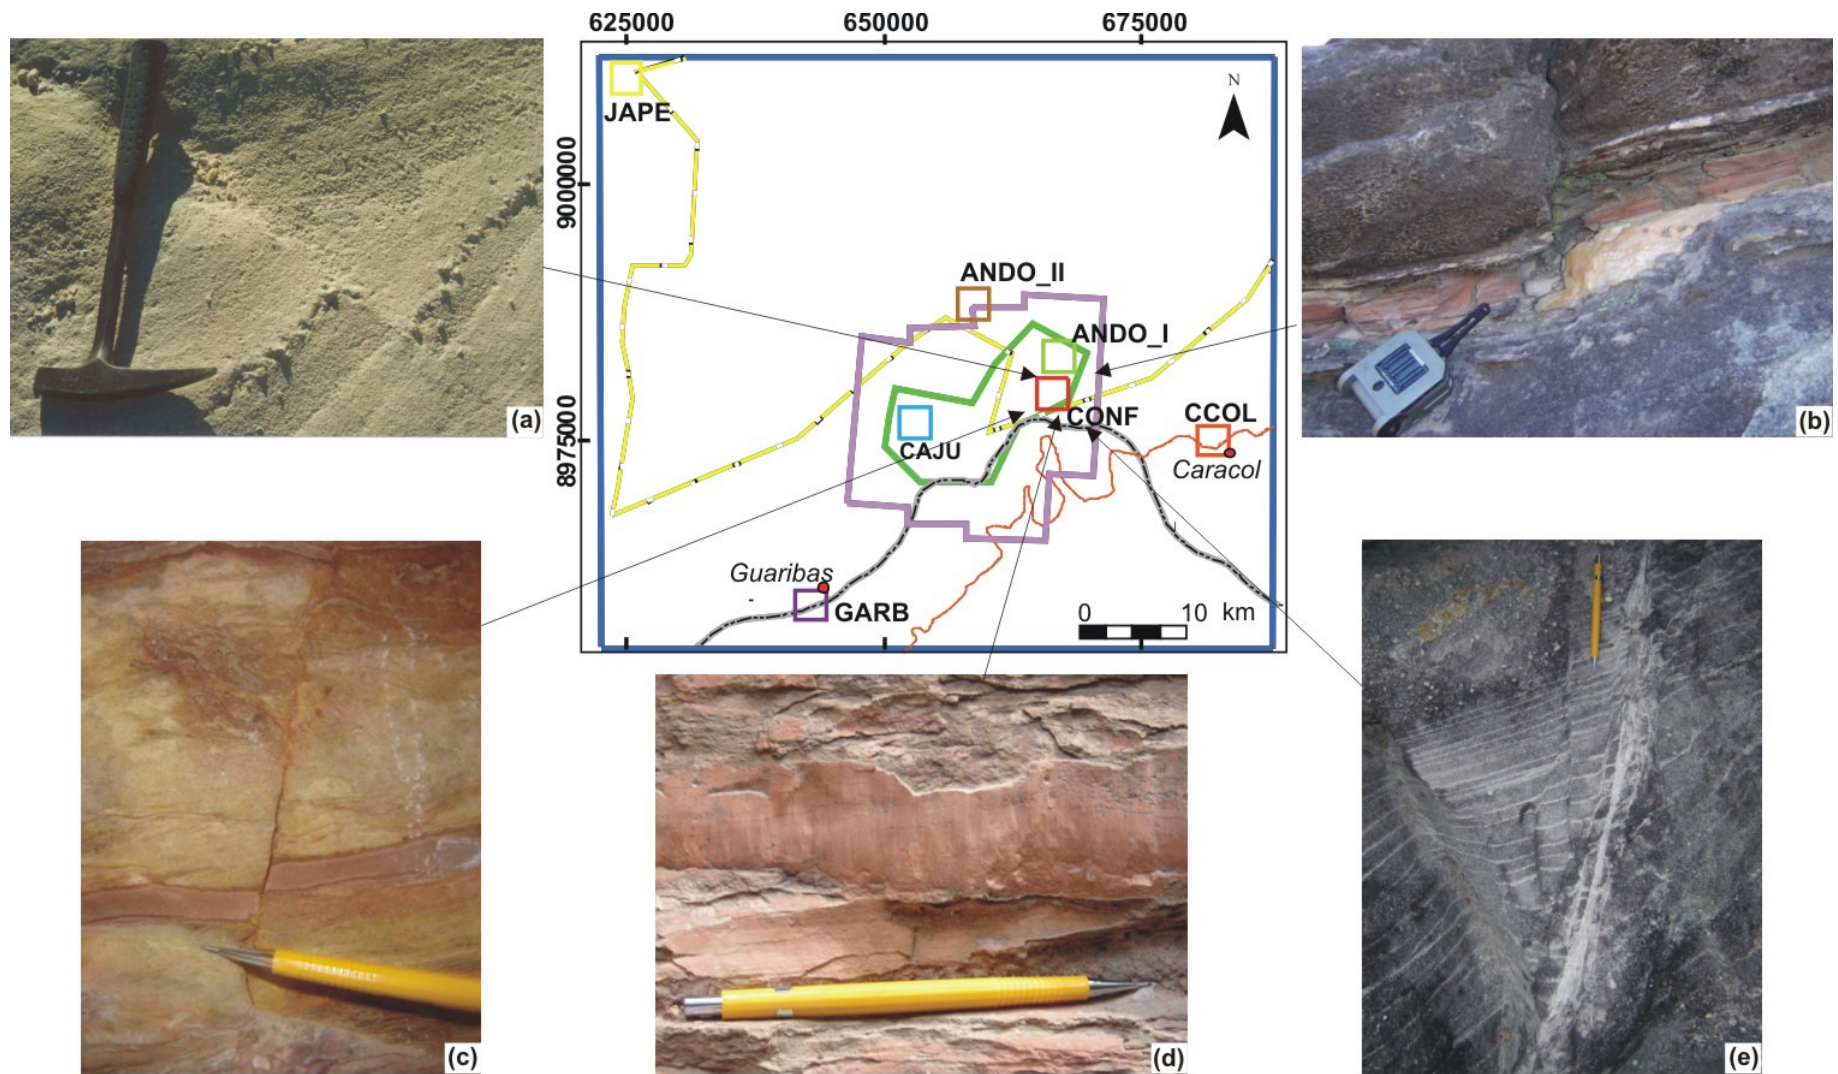 625000 650000 675000
N
JAPE
9000000
ANDO_II
ANDO_I
CONF
CCOL
Caracol
CAJU
8975000
Guaribas
GARB
0 10 km
(a)
(b)
(c)
(d)
(e)